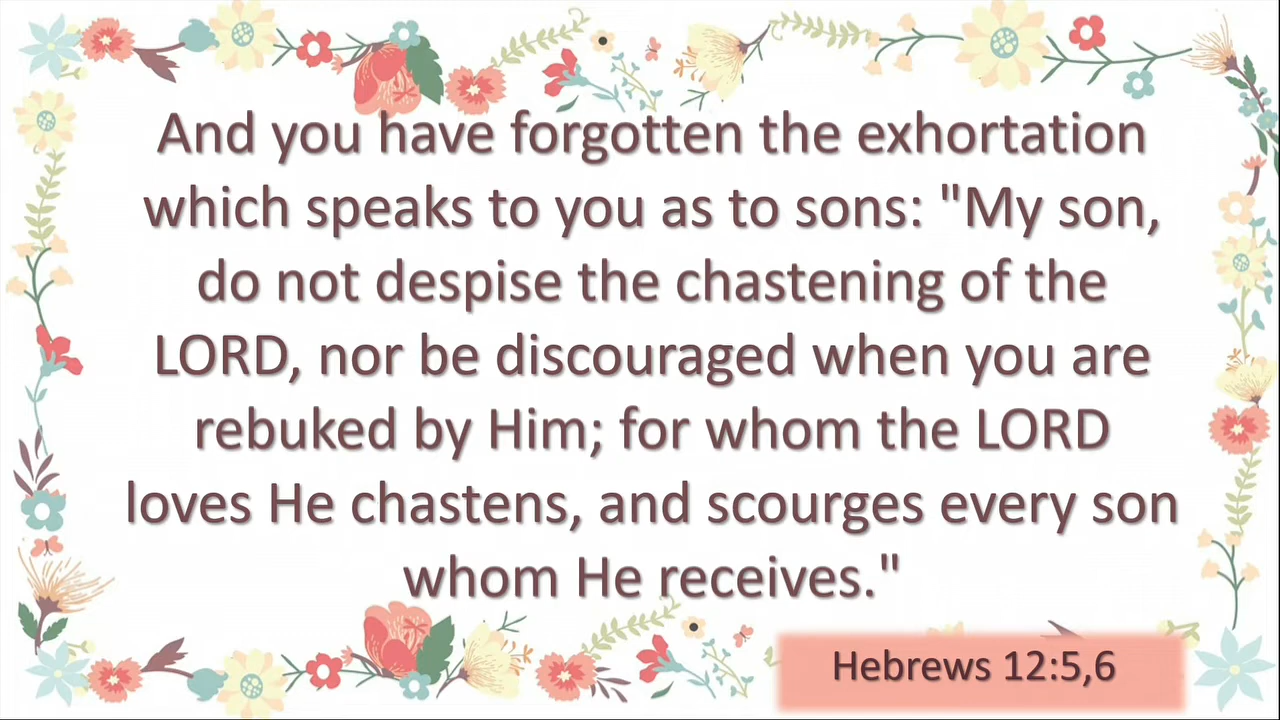 And you have forgotten the exhortation
which speaks to you as to sons: "My son,
do not despise the chastening of the
LORD, nor be discouraged when you are
rebuked by Him; for whom the LORD
loves He chastens, and scourges every son
whom He receives."
Hebrews 12:5,6